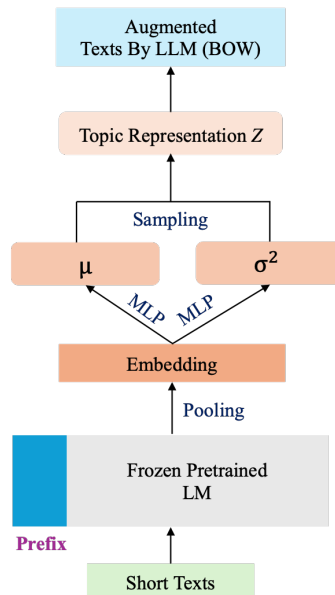 Augmented
Texts By LLM (BOW)
Topic Representation Z
Sampling
μ
σ²
MLP
MLP
Embedding
Pooling
Frozen Pretrained
LM
Prefix
Short Texts